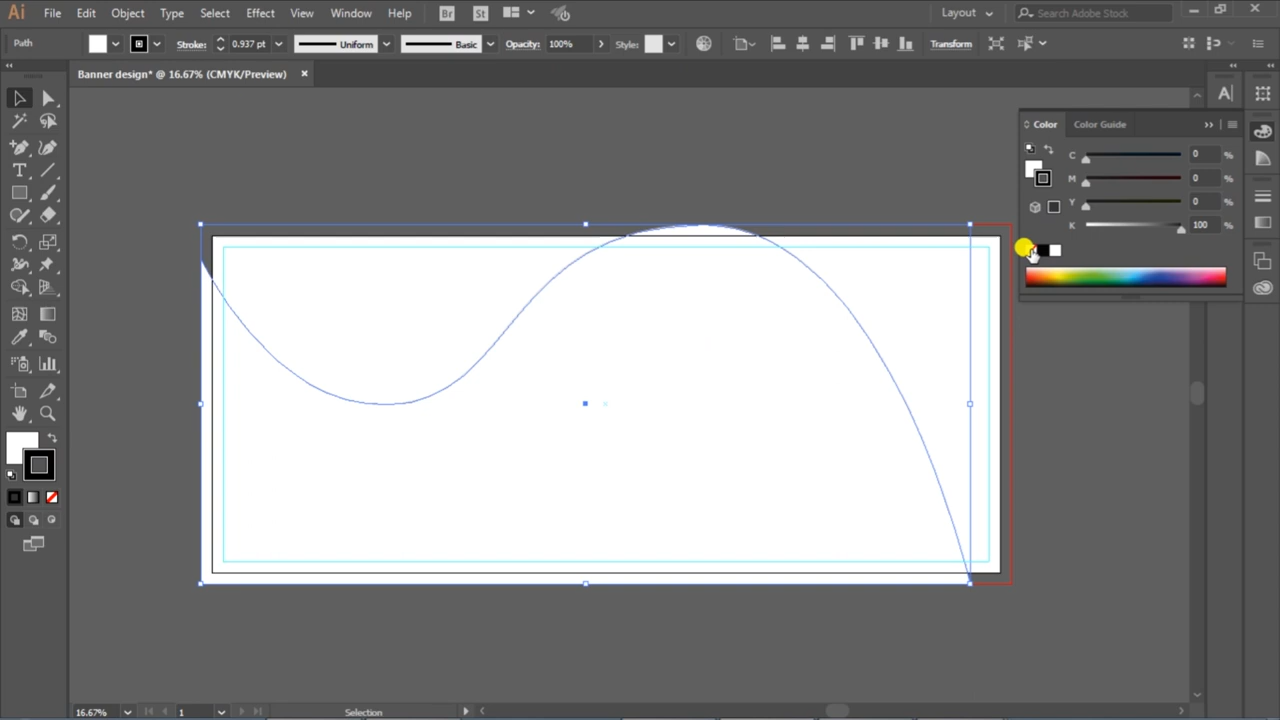 Ai File Edit Object Type Select Effect View Window Help Br St Layout Search Adobe Stock
Path Stroke: 0.937 pt Uniform Basic Opacity: 100% Style: Transform
Banner design* @ 16.67% (CMYK/Preview) ×
Color Color Guide
C 0 %
M 0 %
Y 0 %
K 100 %
16.67% 1 Selection